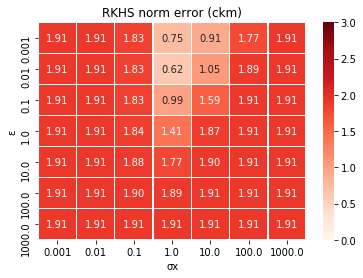 RKHS norm error (ckm)
0.001 1.91 1.91 1.83 0.75 0.91 1.77 1.91
0.01 1.91 1.91 1.83 0.62 1.05 1.89 1.91
0.1 1.91 1.91 1.83 0.99 1.59 1.91 1.91
1.0 1.91 1.91 1.84 1.41 1.87 1.91 1.91
10.0 1.91 1.91 1.88 1.77 1.90 1.91 1.91
100.0 1.91 1.91 1.90 1.89 1.91 1.91 1.91
1000.0 1.91 1.91 1.91 1.91 1.91 1.91 1.91
0.001 0.01 0.1 1.0 10.0 100.0 1000.0
σx
ε
3.0
2.5
2.0
1.5
1.0
0.5
0.0